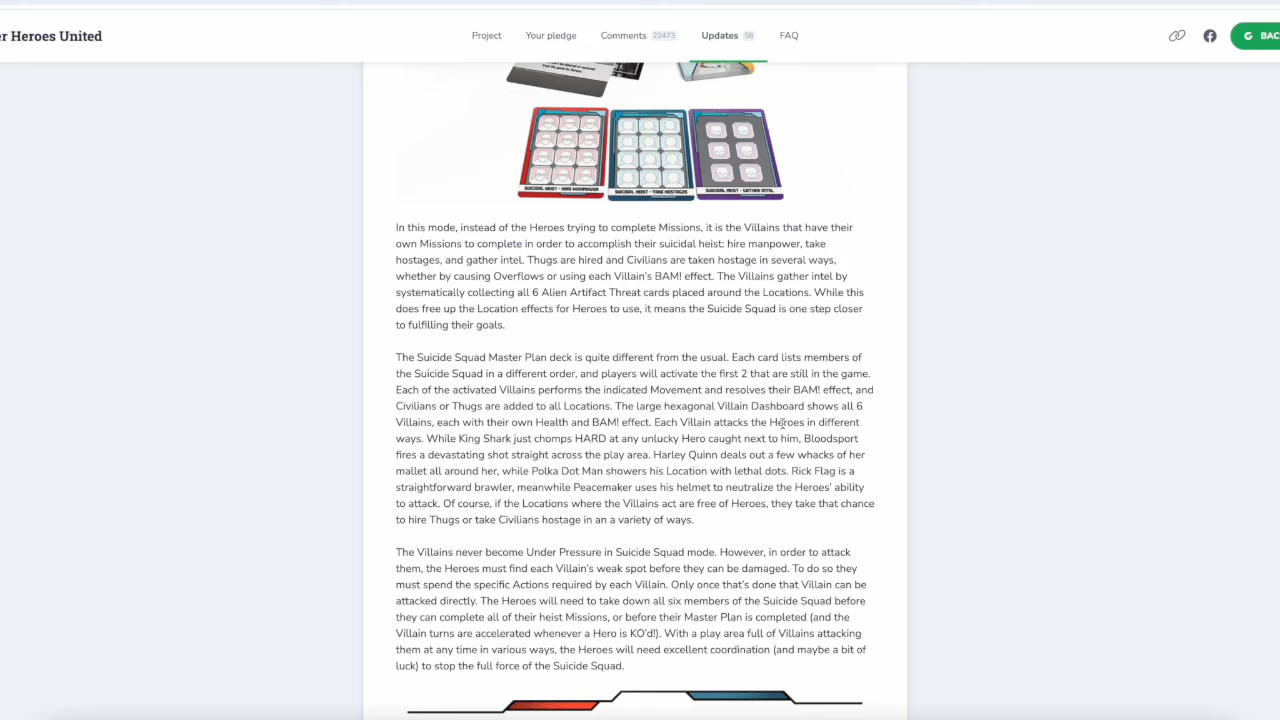 r Heroes United
Project
Your pledge
Comments 22473
Updates 58
FAQ
BAC
SUICIDAL HEIST - HIRE MANPOWER
SUICIDAL HEIST - TAKE HOSTAGES
SUICIDAL HEIST - GATHER INTEL
In this mode, instead of the Heroes trying to complete Missions, it is the Villains that have their
own Missions to complete in order to accomplish their suicidal heist: hire manpower, take
hostages, and gather intel. Thugs are hired and Civilians are taken hostage in several ways,
whether by causing Overflows or using each Villain's BAM! effect. The Villains gather intel by
systematically collecting all 6 Alien Artifact Threat cards placed around the Locations. While this
does free up the Location effects for Heroes to use, it means the Suicide Squad is one step closer
to fulfilling their goals.
The Suicide Squad Master Plan deck is quite different from the usual. Each card lists members of
the Suicide Squad in a different order, and players will activate the first 2 that are still in the game.
Each of the activated Villains performs the indicated Movement and resolves their BAM! effect, and
Civilians or Thugs are added to all Locations. The large hexagonal Villain Dashboard shows all 6
Villains, each with their own Health and BAM! effect. Each Villain attacks the Heroes in different
ways. While King Shark just chomps HARD at any unlucky Hero caught next to him, Bloodsport
fires a devastating shot straight across the play area. Harley Quinn deals out a few whacks of her
mallet all around her, while Polka Dot Man showers his Location with lethal dots. Rick Flag is a
straightforward brawler, meanwhile Peacemaker uses his helmet to neutralize the Heroes' ability
to attack. Of course, if the Locations where the Villains act are free of Heroes, they take that chance
to hire Thugs or take Civilians hostage in an a variety of ways.
The Villains never become Under Pressure in Suicide Squad mode. However, in order to attack
them, the Heroes must find each Villain's weak spot before they can be damaged. To do so they
must spend the specific Actions required by each Villain. Only once that's done that Villain can be
attacked directly. The Heroes will need to take down all six members of the Suicide Squad before
they can complete all of their heist Missions, or before their Master Plan is completed (and the
Villain turns are accelerated whenever a Hero is KO'd!). With a play area full of Villains attacking
them at any time in various ways, the Heroes will need excellent coordination (and maybe a bit of
luck) to stop the full force of the Suicide Squad.